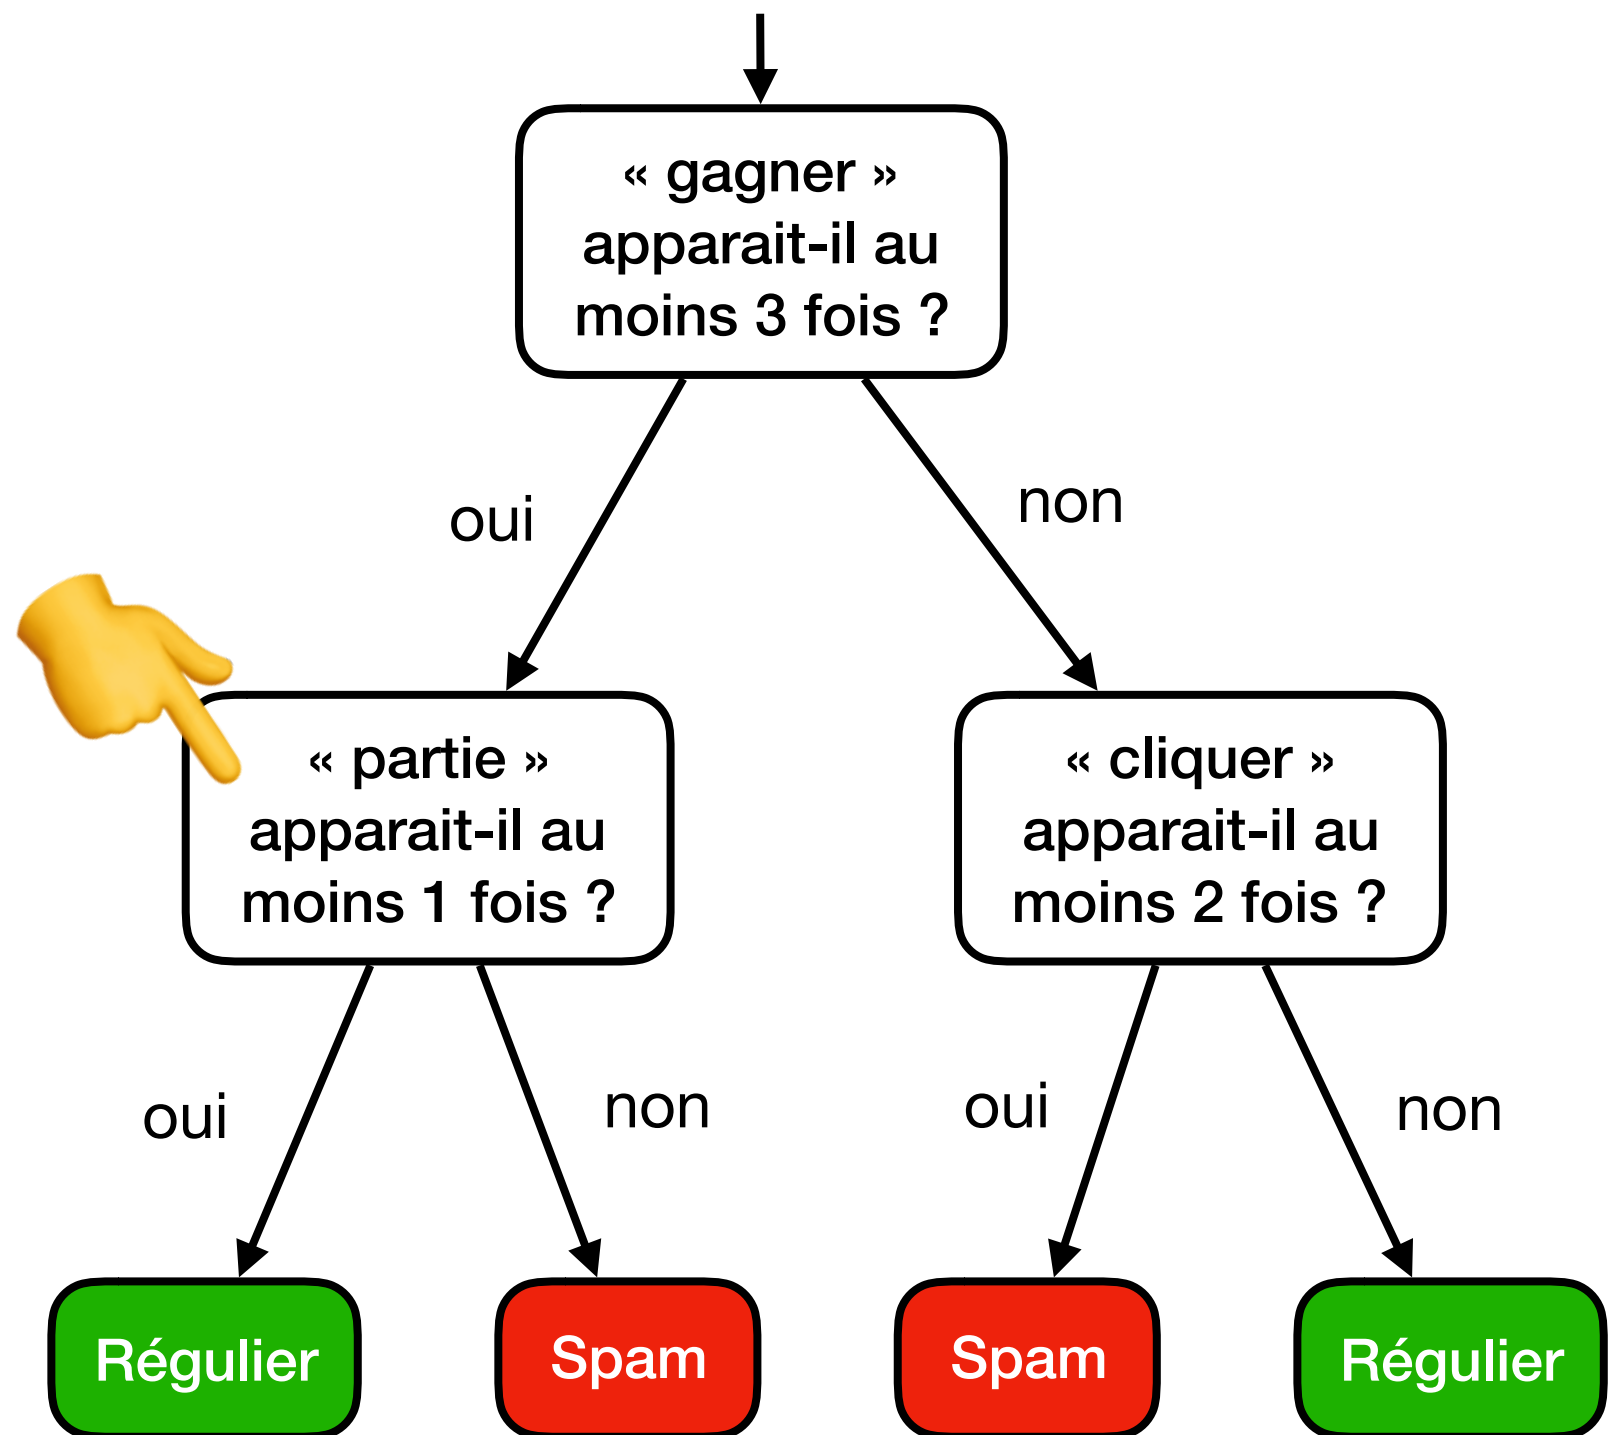 « gagner »
apparait-il au
moins 3 fois ?
oui
non
« partie »
apparait-il au
moins 1 fois ?
« cliquer »
apparait-il au
moins 2 fois ?
oui
non
oui
non
Régulier
Spam
Spam
Régulier